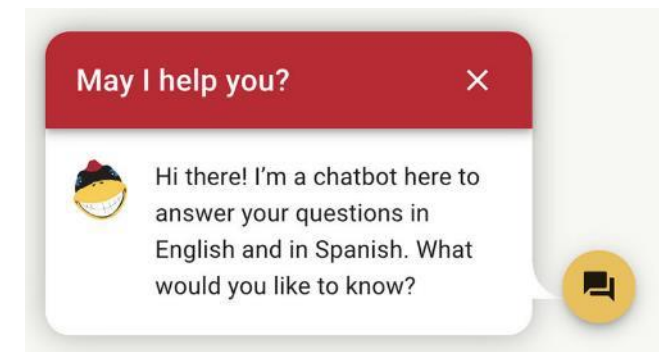 May I help you?
Hi there! I'm a chatbot here to
answer your questions in
English and in Spanish. What
would you like to know?